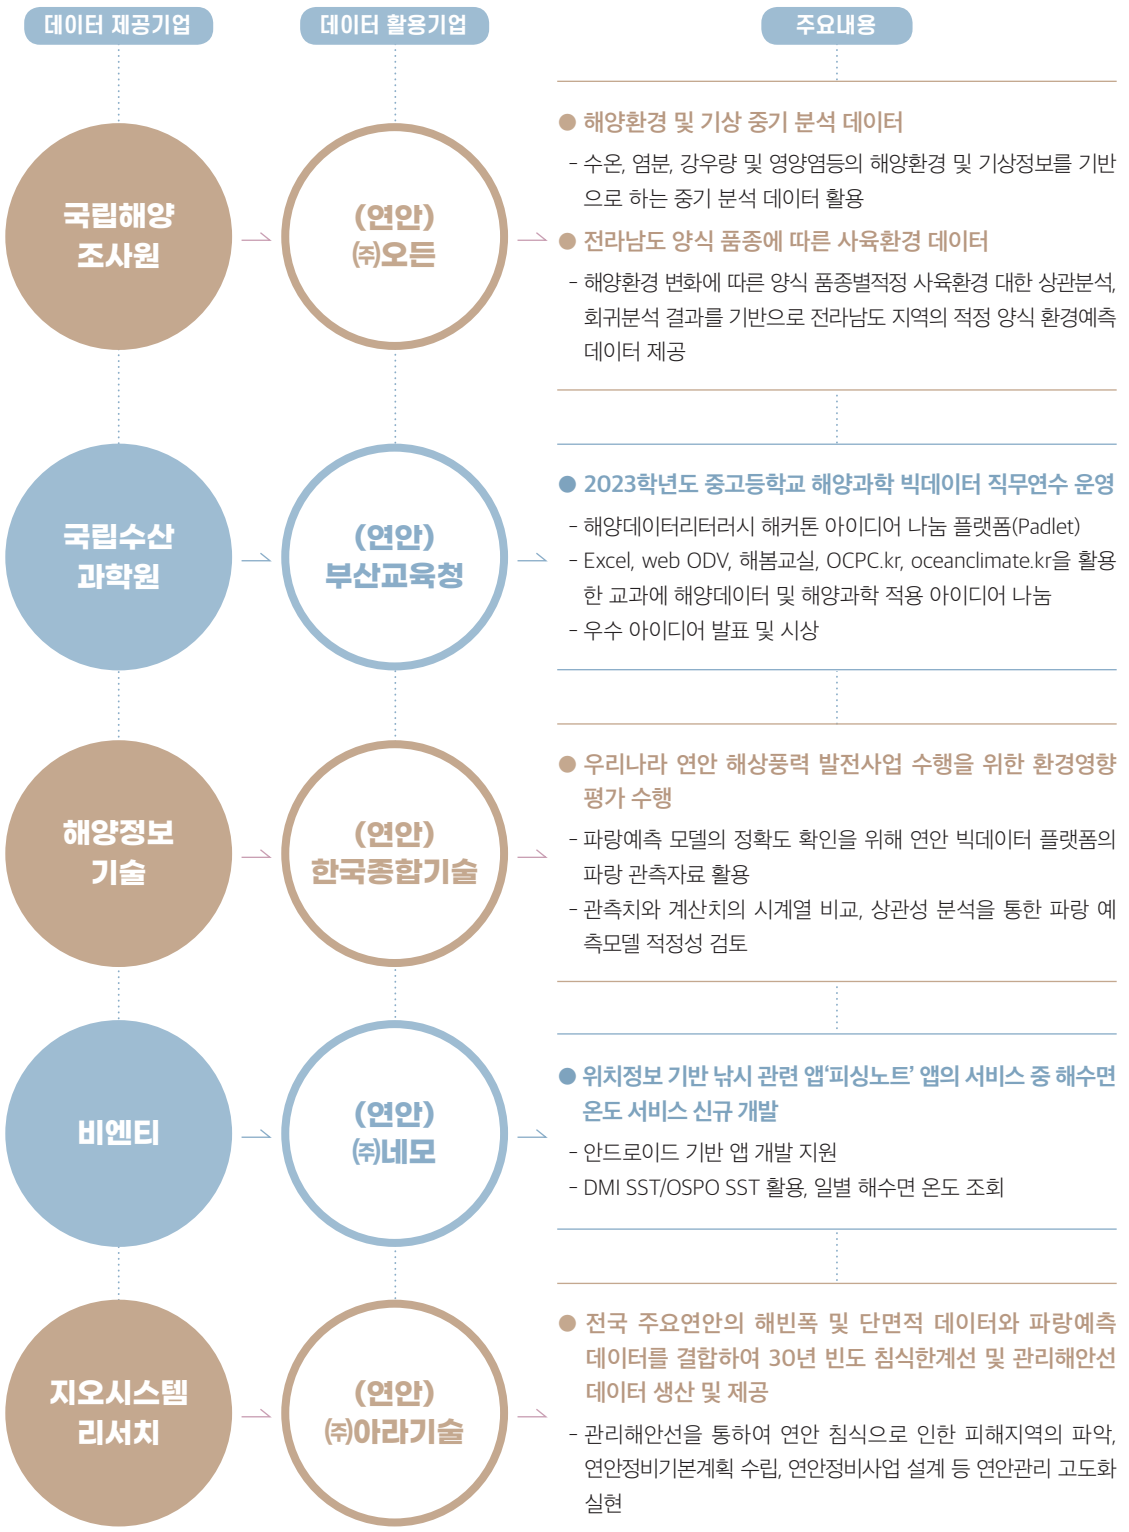 데이터 제공기업
데이터 활용기업
주요내용
국립해양
조사원
(연안)
㈜오든
● 해양환경 및 기상 중기 분석 데이터
- 수온, 염분, 강우량 및 영양염등의 해양환경 및 기상정보를 기반
으로 하는 중기 분석 데이터 활용
● 전라남도 양식 품종에 따른 사육환경 데이터
- 해양환경 변화에 따른 양식 품종별적정 사육환경 대한 상관분석,
회귀분석 결과를 기반으로 전라남도 지역의 적정 양식 환경예측
데이터 제공
국립수산
과학원
(연안)
부산교육청
● 2023학년도 중고등학교 해양과학 빅데이터 직무연수 운영
- 해양데이터리터러시 해커톤 아이디어 나눔 플랫폼(Padlet)
- Excel, web ODV, 해봄교실, OCPC.kr, oceanclimate.kr을 활용
한 교과에 해양데이터 및 해양과학 적용 아이디어 나눔
- 우수 아이디어 발표 및 시상
해양정보
기술
(연안)
한국종합기술
● 우리나라 연안 해상풍력 발전사업 수행을 위한 환경영향
평가 수행
- 파랑예측 모델의 정확도 확인을 위해 연안 빅데이터 플랫폼의
파랑 관측자료 활용
- 관측치와 계산치의 시계열 비교, 상관성 분석을 통한 파랑 예
측모델 적정성 검토
비엔티
(연안)
㈜네모
● 위치정보 기반 낚시 관련 앱‘피싱노트’ 앱의 서비스 중 해수면
온도 서비스 신규 개발
- 안드로이드 기반 앱 개발 지원
- DMI SST/OSPO SST 활용, 일별 해수면 온도 조회
지오시스템
리서치
(연안)
㈜아라기술
● 전국 주요연안의 해빈폭 및 단면적 데이터와 파랑예측
데이터를 결합하여 30년 빈도 침식한계선 및 관리해안선
데이터 생산 및 제공
- 관리해안선을 통하여 연안 침식으로 인한 피해지역의 파악,
연안정비기본계획 수립, 연안정비사업 설계 등 연안관리 고도화
실현